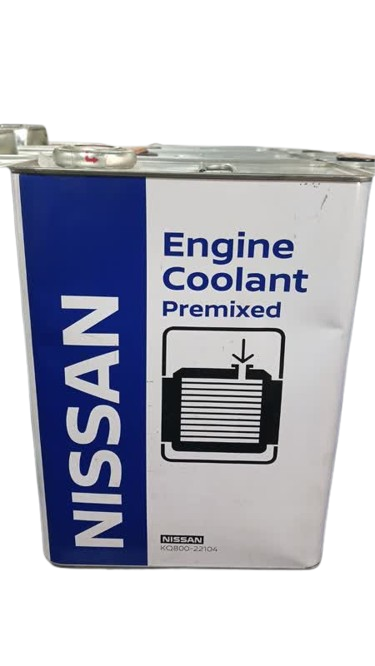 NISSAN
Engine
Coolant
Premixed
NISSAN
KQ800-22104